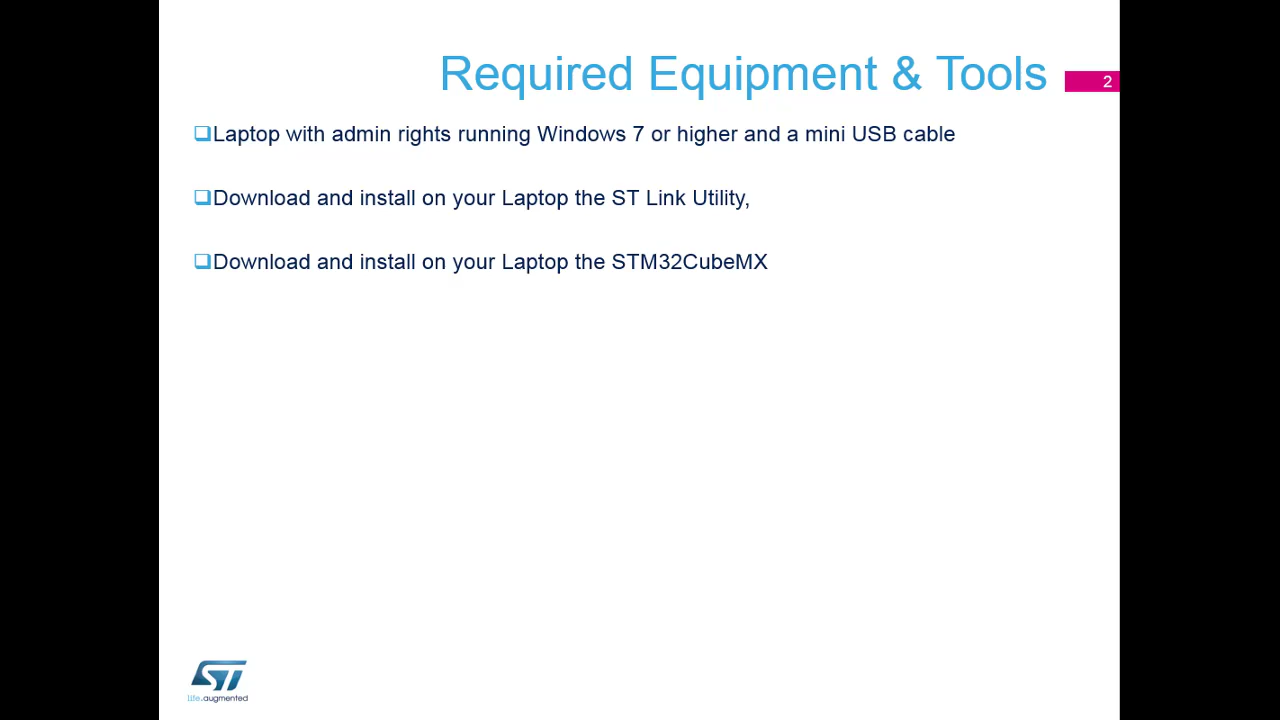 Required Equipment & Tools
2
❑Laptop with admin rights running Windows 7 or higher and a mini USB cable
❑Download and install on your Laptop the ST Link Utility,
❑Download and install on your Laptop the STM32CubeMX
ST
life.augmented